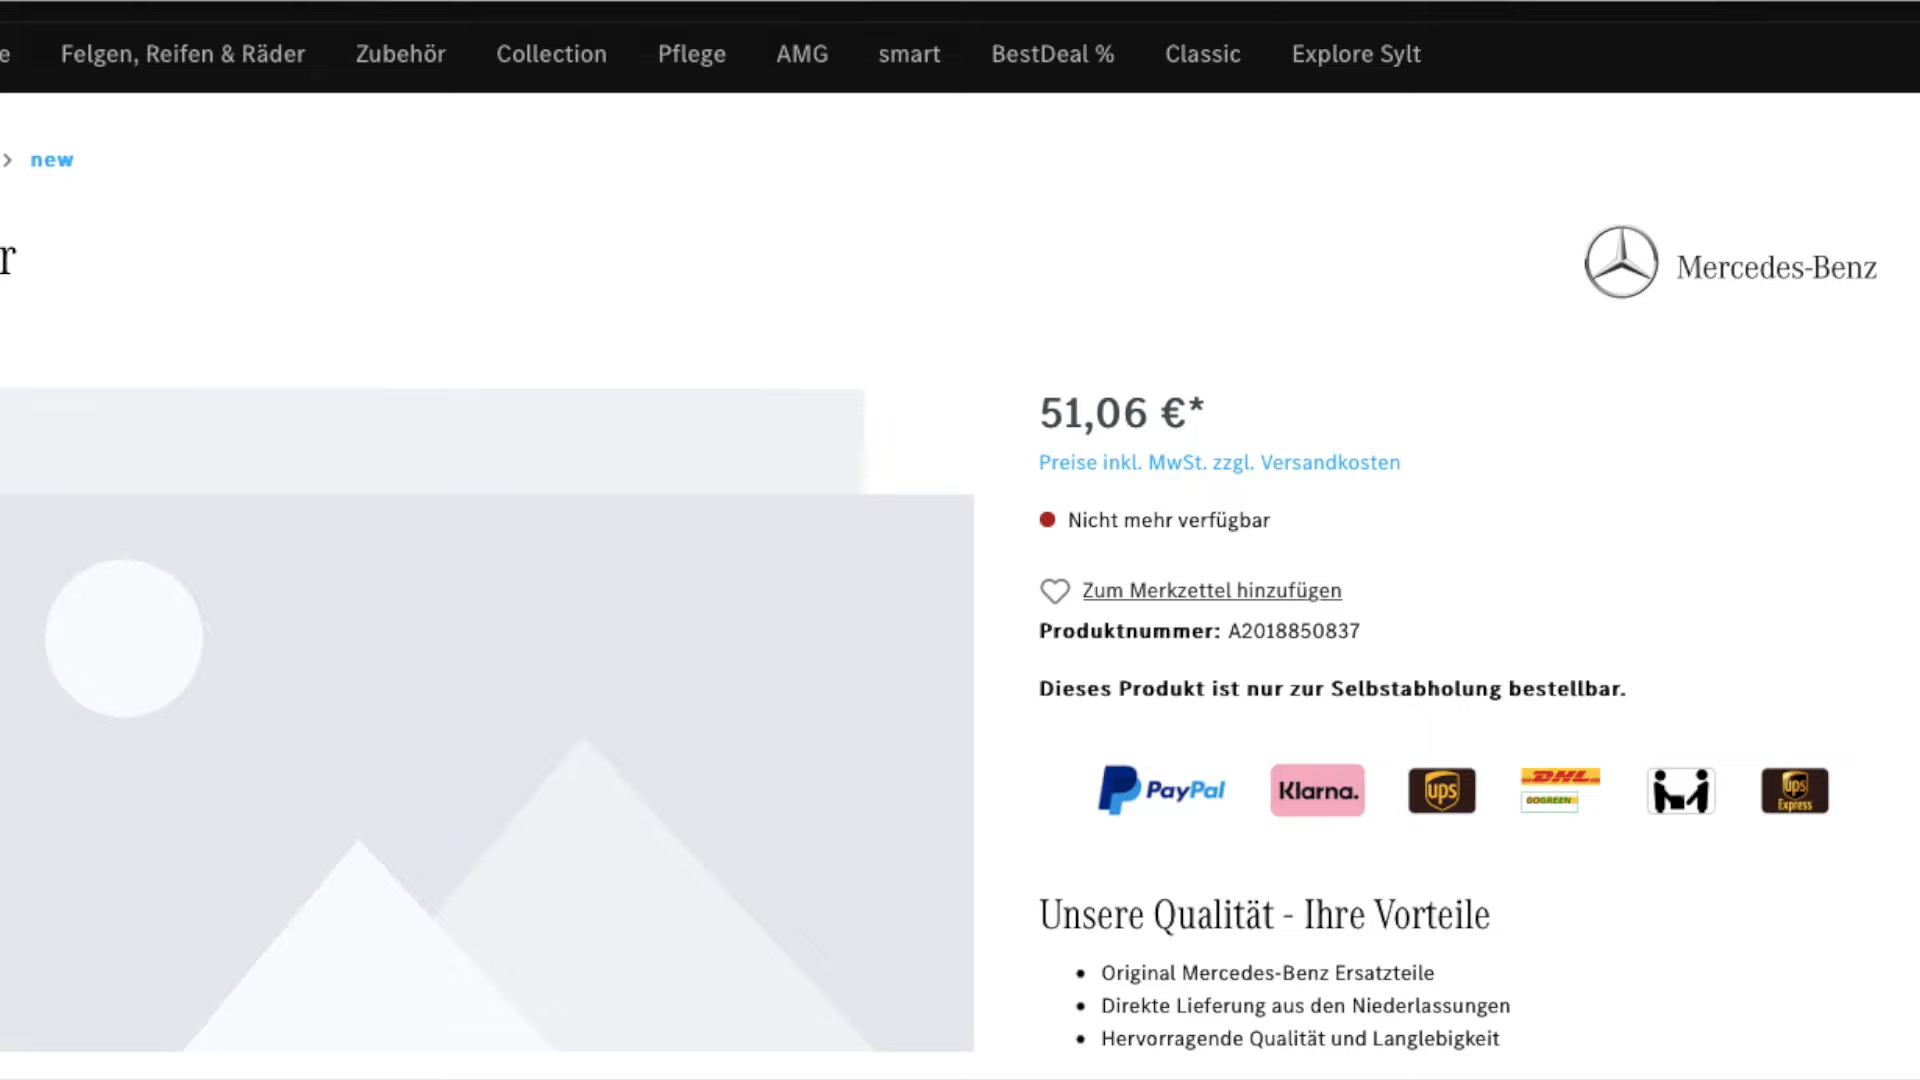 e Felgen, Reifen & Räder Zubehör Collection Pflege AMG smart BestDeal % Classic Explore Sylt
new
r
Mercedes-Benz
51,06 €*
Preise inkl. MwSt. zzgl. Versandkosten
Nicht mehr verfügbar
Zum Merkzettel hinzufügen
Produktnummer: A2018850837
Dieses Produkt ist nur zur Selbstabholung bestellbar.
PayPal Klarna. ups DHL GOGREEN ups Express
Unsere Qualität - Ihre Vorteile
Original Mercedes-Benz Ersatzteile
Direkte Lieferung aus den Niederlassungen
Hervorragende Qualität und Langlebigkeit